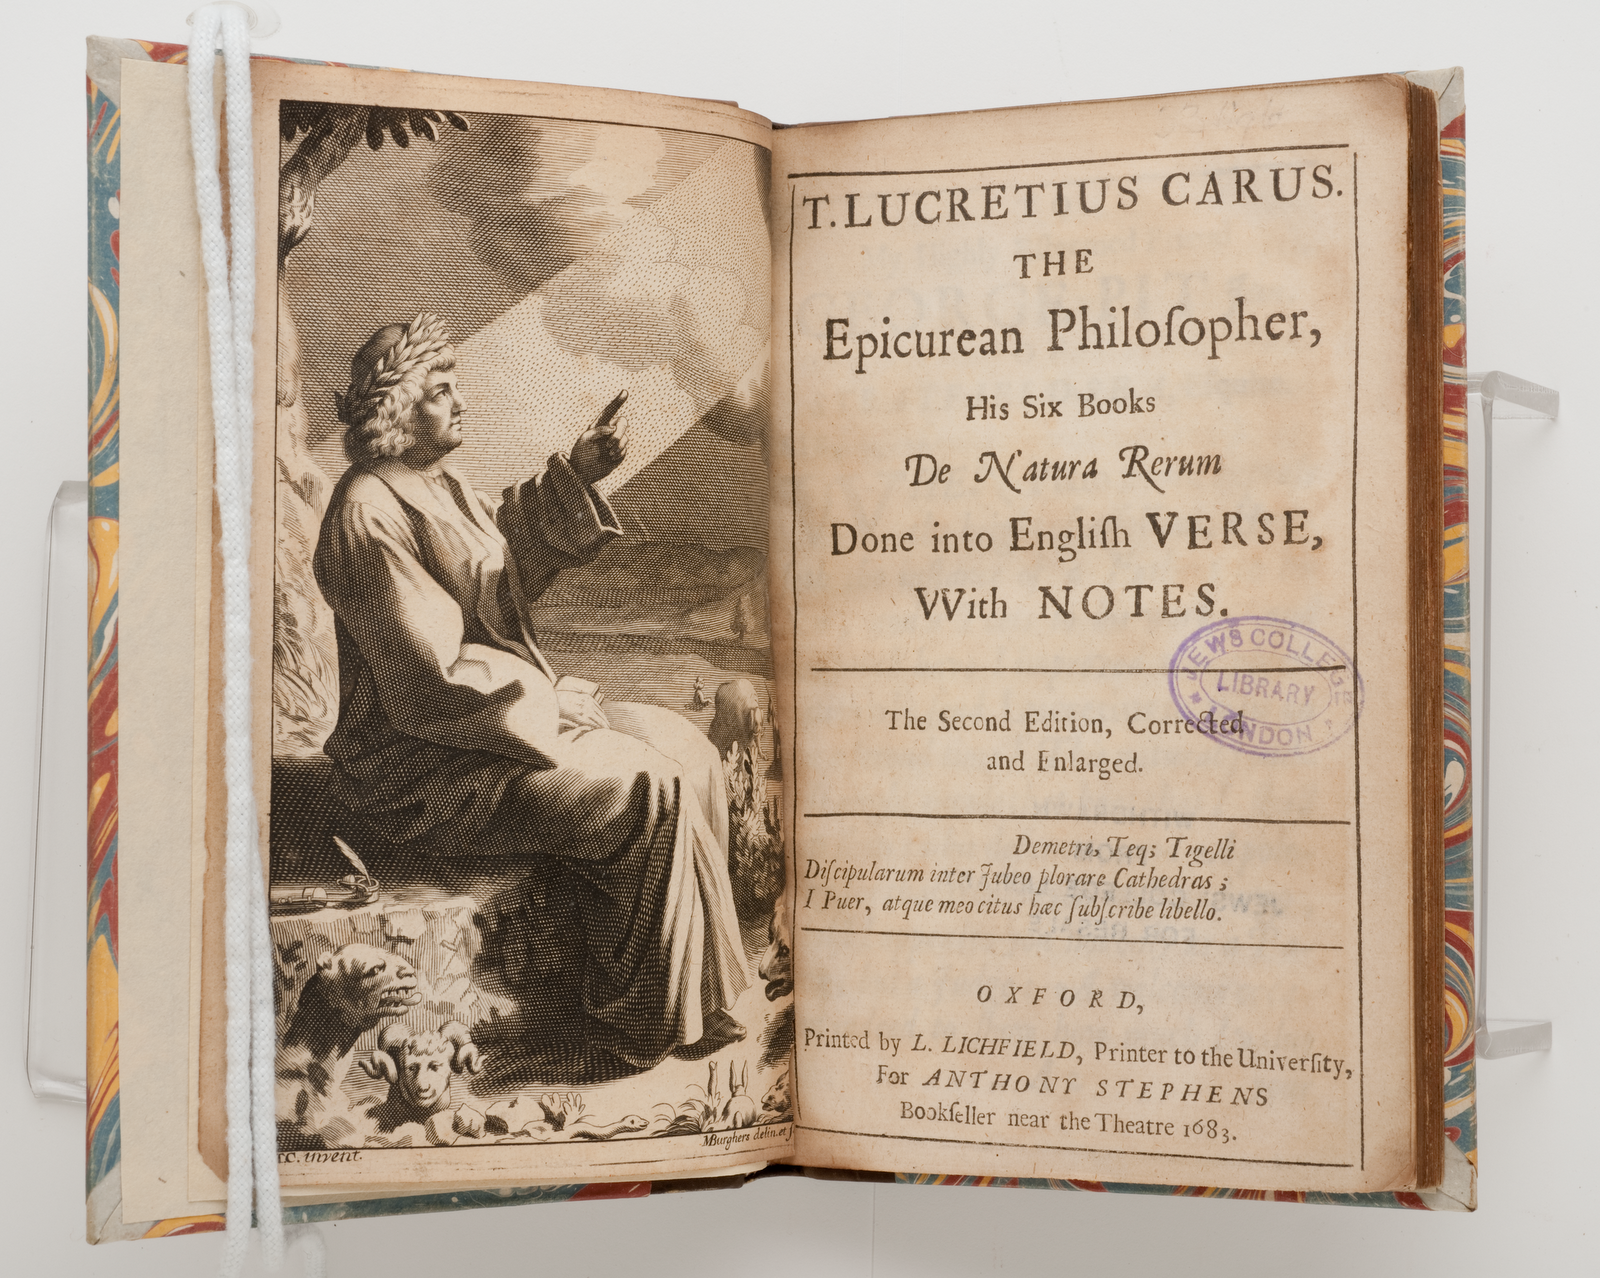 TC. invent.
MBurghers delin. et
T. LUCRETIUS CARUS.
THE
Epicurean Philoſopher,
His Six Books
De Natura Rerum
Done into Engliſh VERSE,
VVith NOTES.
JEWS COLLEGE
LIBRARY
LONDON
The Second Edition, Corrected
and Enlarged.
Demetri, Teq; Tigelli
Diſcipularum inter Jubeo plorare Cathedras ;
I Puer, atque meo citus hæc ſubſcribe libello.
OXFORD,
Printed by L. LICHFIELD, Printer to the Univerſity,
For ANTHONY STEPHENS
Bookſeller near the Theatre 1683.